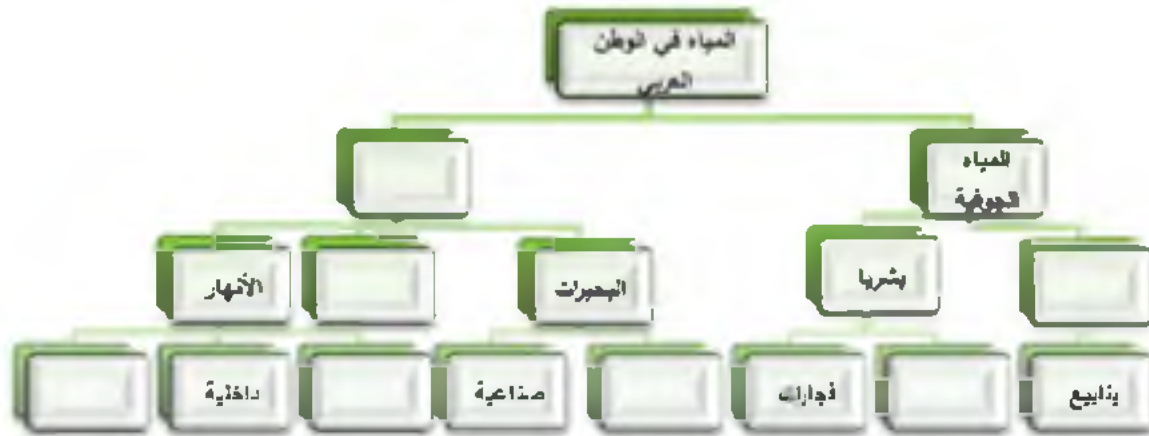 المياه في الوطن
العربي
المياه
الجوفية
بشريا
البحيرات
الأنهار
ينابيع
فجارات
صناعية
داخلية